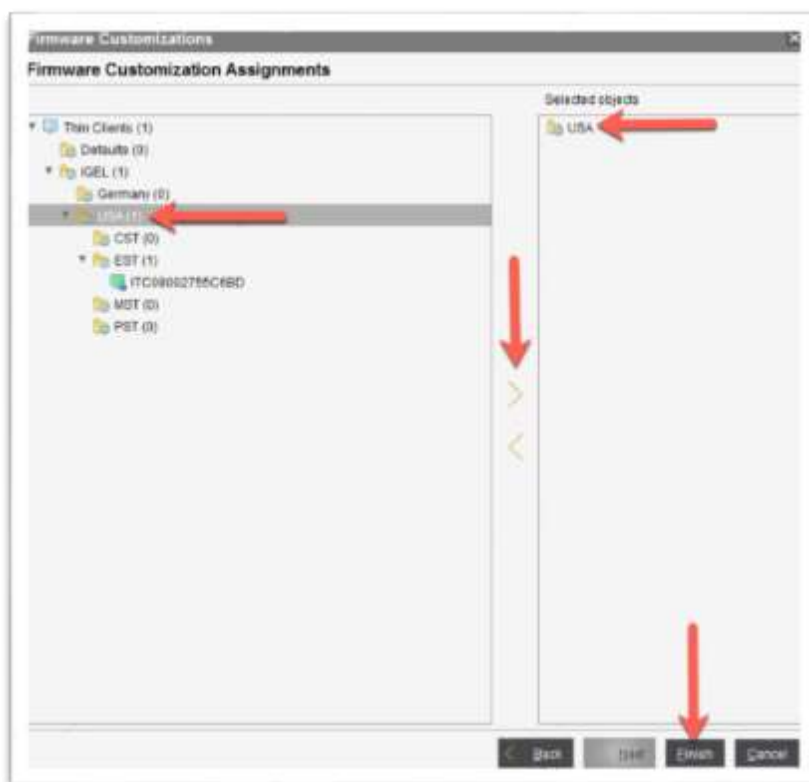 Firmware Customizations
Firmware Customization Assignments
Selected objects
Thin Clients (1)
Defaults (0)
IGEL (1)
Germany (0)
USA (1)
CST (0)
EST (1)
MST (0)
PST (0)
USA
Back
Next
Finish
Cancel